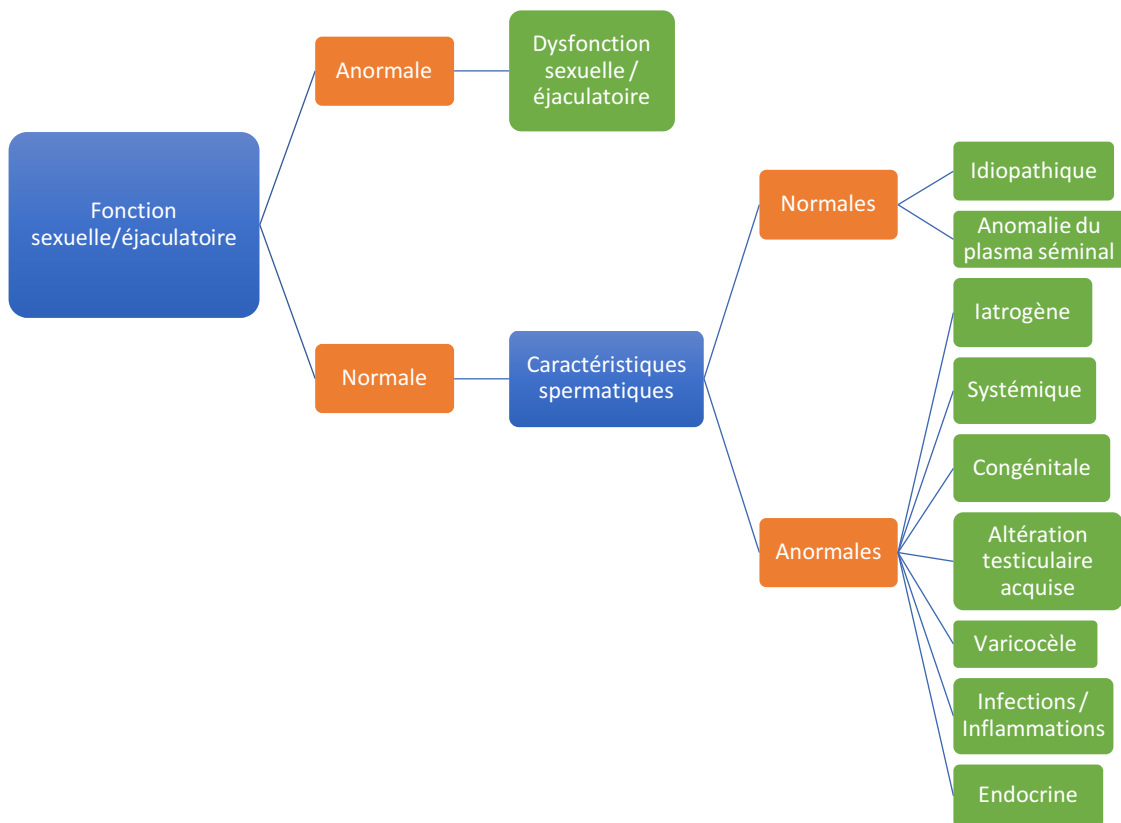 Fonction
sexuelle/éjaculatoire
Anormale
Dysfonction
sexuelle /
éjaculatoire
Normale
Caractéristiques
spermatiques
Normales
Idiopathique
Anomalie du
plasma séminal
Anormales
Iatrogène
Systémique
Congénitale
Altération
testiculaire
acquise
Varicocèle
Infections /
Inflammations
Endocrine